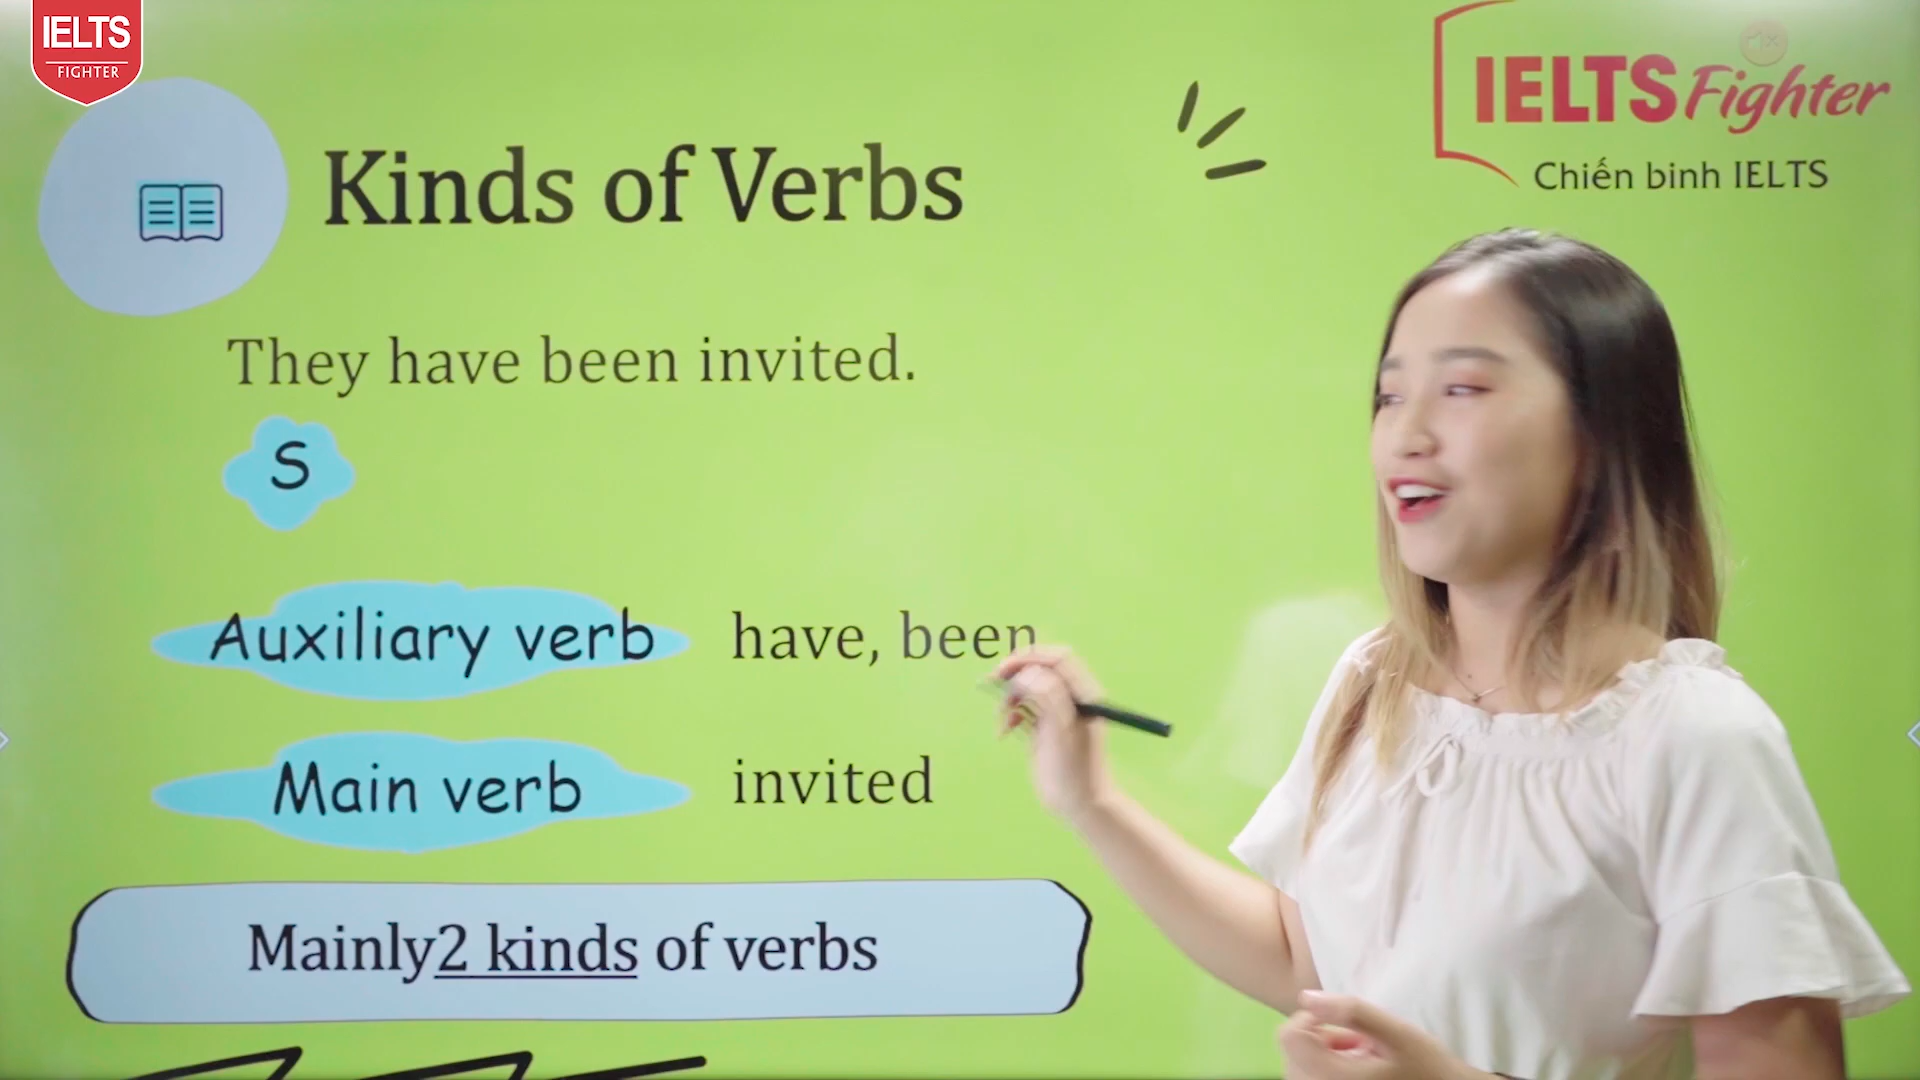 IELTS
FIGHTER
IELTS Fighter
Chiến binh IELTS
Kinds of Verbs
They have been invited.
S
Auxiliary verb have, been
Main verb invited
Mainly2 kinds of verbs